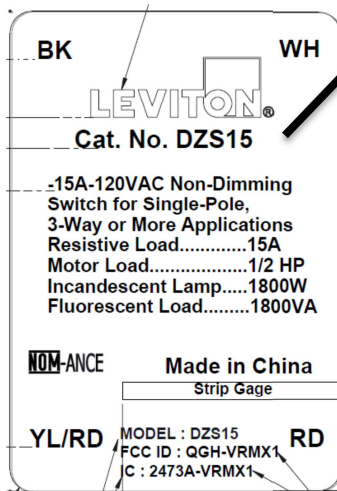 BK WH
LEVITON®
Cat. No. DZS15
-15A-120VAC Non-Dimming
Switch for Single-Pole,
3-Way or More Applications
Resistive Load.............15A
Motor Load...................1/2 HP
Incandescent Lamp.....1800W
Fluorescent Load.........1800VA
NOM-ANCE
Made in China
Strip Gage
YL/RD
MODEL : DZS15
FCC ID : QGH-VRMX1
IC : 2473A-VRMX1
RD